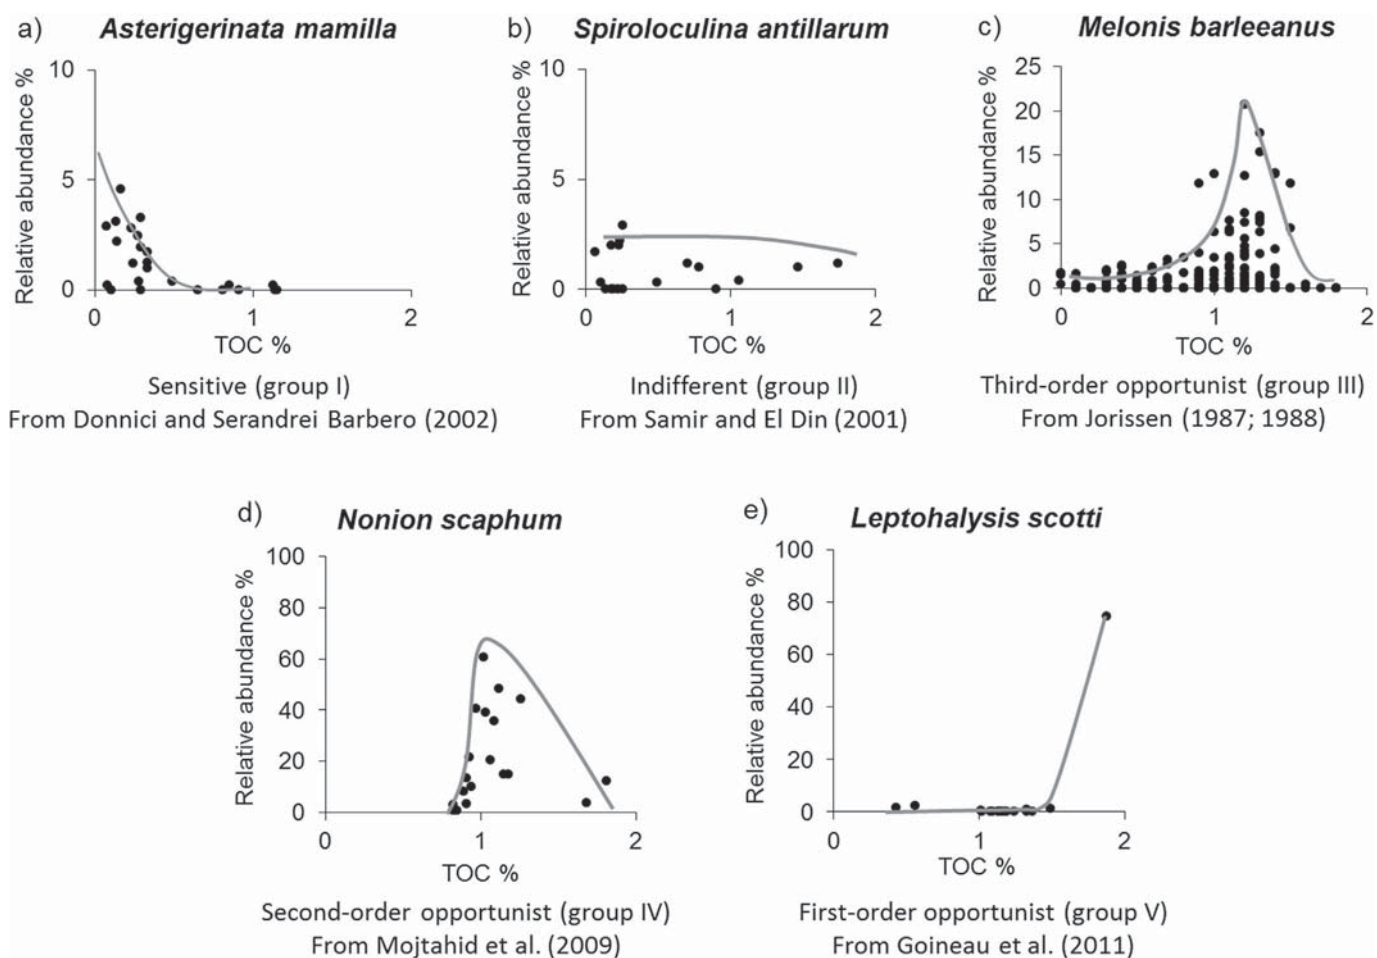 a) Asterigerinata mamilla
Relative abundance %
10
5
0
0 1 2
TOC %
Sensitive (group I)
From Donnici and Serandrei Barbero (2002)
b) Spiroloculina antillarum
Relative abundance %
10
5
0
0 1 2
TOC %
Indifferent (group II)
From Samir and El Din (2001)
c) Melonis barleeanus
Relative abundance %
25
20
15
10
5
0
0 1 2
TOC %
Third-order opportunist (group III)
From Jorissen (1987; 1988)
d) Nonion scaphum
Relative abundance %
100
80
60
40
20
0
0 1 2
TOC %
Second-order opportunist (group IV)
From Mojtahid et al. (2009)
e) Leptohalysis scotti
Relative abundance %
100
80
60
40
20
0
0 1 2
TOC %
First-order opportunist (group V)
From Goineau et al. (2011)